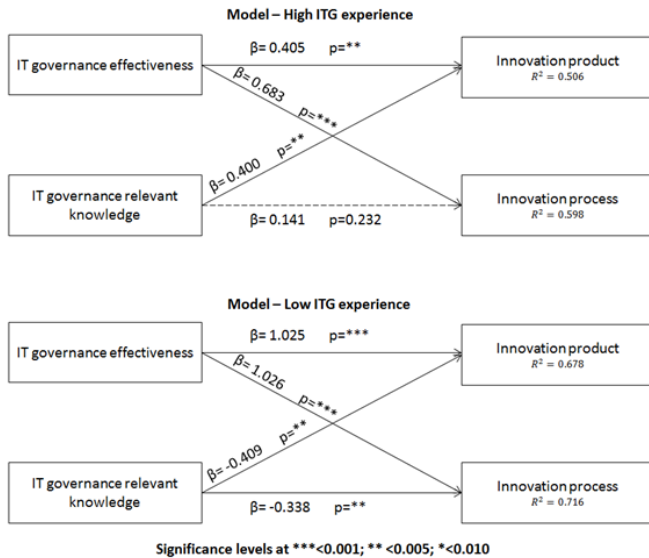 Model – High ITG experience
β= 0.405 p=**
IT governance effectiveness
Innovation product
R² = 0.506
β= 0.683 p=***
β= 0.400 p=**
IT governance relevant
knowledge
Innovation process
R² = 0.598
β= 0.141 p=0.232
Model – Low ITG experience
β= 1.025 p=***
IT governance effectiveness
Innovation product
R² = 0.678
β= 1.026 p=***
β= -0.409 p=**
IT governance relevant
knowledge
Innovation process
R² = 0.716
β= -0.338 p=**
Significance levels at ***<0.001; ** <0.005; *<0.010